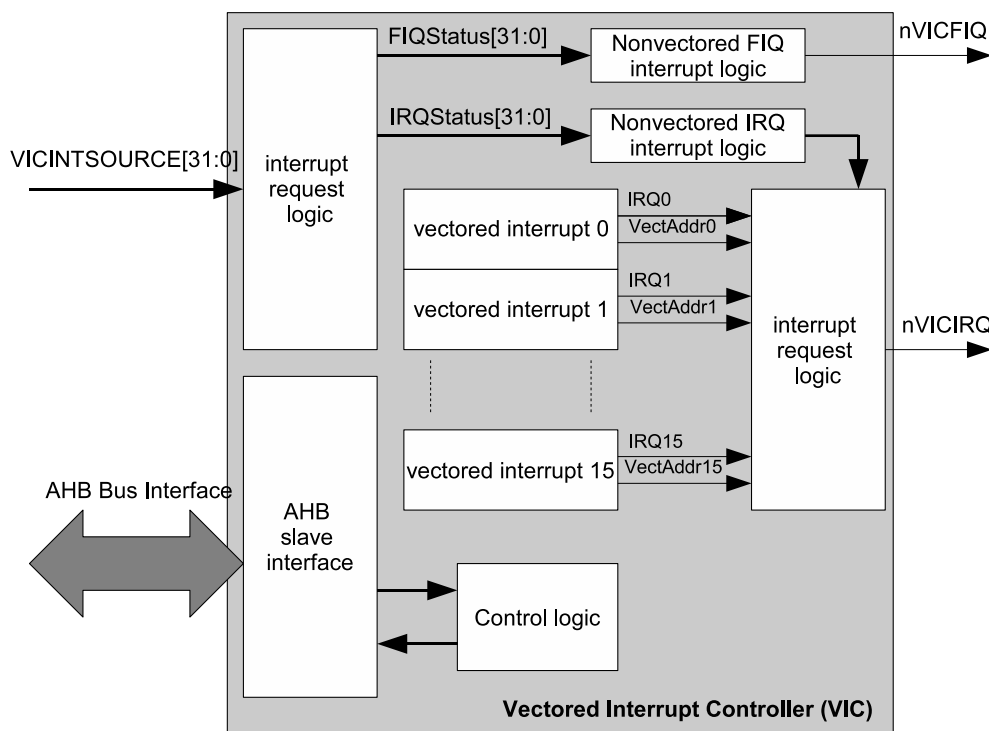 FIQStatus[31:0]
Nonvectored FIQ
interrupt logic
nVICFIQ
IRQStatus[31:0]
Nonvectored IRQ
interrupt logic
VICINTSOURCE[31:0]
interrupt
request
logic
vectored interrupt 0
IRQ0
VectAddr0
vectored interrupt 1
IRQ1
VectAddr1
interrupt
request
logic
nVICIRQ
vectored interrupt 15
IRQ15
VectAddr15
AHB Bus Interface
AHB
slave
interface
Control logic
Vectored Interrupt Controller (VIC)